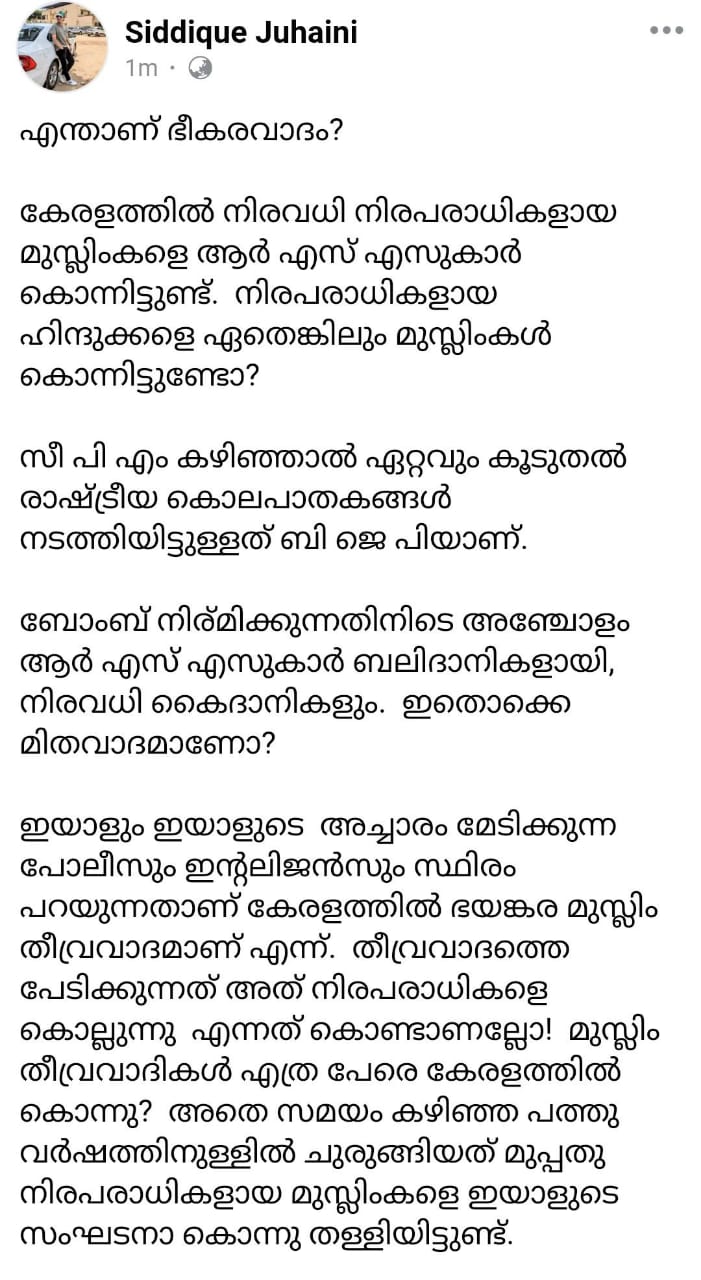 Siddique Juhaini
1m ·
എന്താണ് ഭീകരവാദം?
കേരളത്തിൽ നിരവധി നിരപരാധികളായ
മുസ്ലിംകളെ ആർ എസ് എസുകാർ
കൊന്നിട്ടുണ്ട്.  നിരപരാധികളായ
ഹിന്ദുക്കളെ ഏതെങ്കിലും മുസ്ലിംകൾ
കൊന്നിട്ടുണ്ടോ?
സീ പി എം കഴിഞ്ഞാൽ ഏറ്റവും കൂടുതൽ
രാഷ്ട്രീയ കൊലപാതകങ്ങൾ
നടത്തിയിട്ടുള്ളത് ബി ജെ പിയാണ്.
ബോംബ് നിര്മിക്കുന്നതിനിടെ അഞ്ചോളം
ആർ എസ് എസുകാർ ബലിദാനികളായി,
നിരവധി കൈദാനികളും.  ഇതൊക്കെ
മിതവാദമാണോ?
ഇയാളും ഇയാളുടെ  അച്ചാരം മേടിക്കുന്ന
പോലീസും ഇന്റലിജൻസും സ്ഥിരം
പറയുന്നതാണ് കേരളത്തിൽ ഭയങ്കര മുസ്ലിം
തീവ്രവാദമാണ് എന്ന്.  തീവ്രവാദത്തെ
പേടിക്കുന്നത് അത് നിരപരാധികളെ
കൊല്ലുന്നു  എന്നത് കൊണ്ടാണല്ലോ!  മുസ്ലിം
തീവ്രവാദികൾ എത്ര പേരെ കേരളത്തിൽ
കൊന്നു?  അതെ സമയം കഴിഞ്ഞ പത്തു
വർഷത്തിനുള്ളിൽ ചുരുങ്ങിയത് മുപ്പതു
നിരപരാധികളായ മുസ്ലിംകളെ ഇയാളുടെ
സംഘടനാ കൊന്നു തള്ളിയിട്ടുണ്ട്.